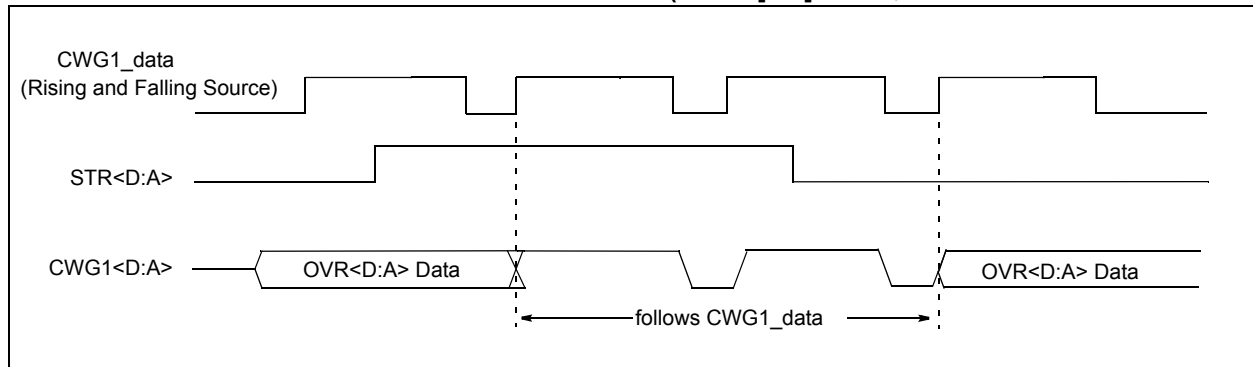 CWG1_data
(Rising and Falling Source)
STR<D:A>
CWG1<D:A>
OVR<D:A> Data
OVR<D:A> Data
follows CWG1_data